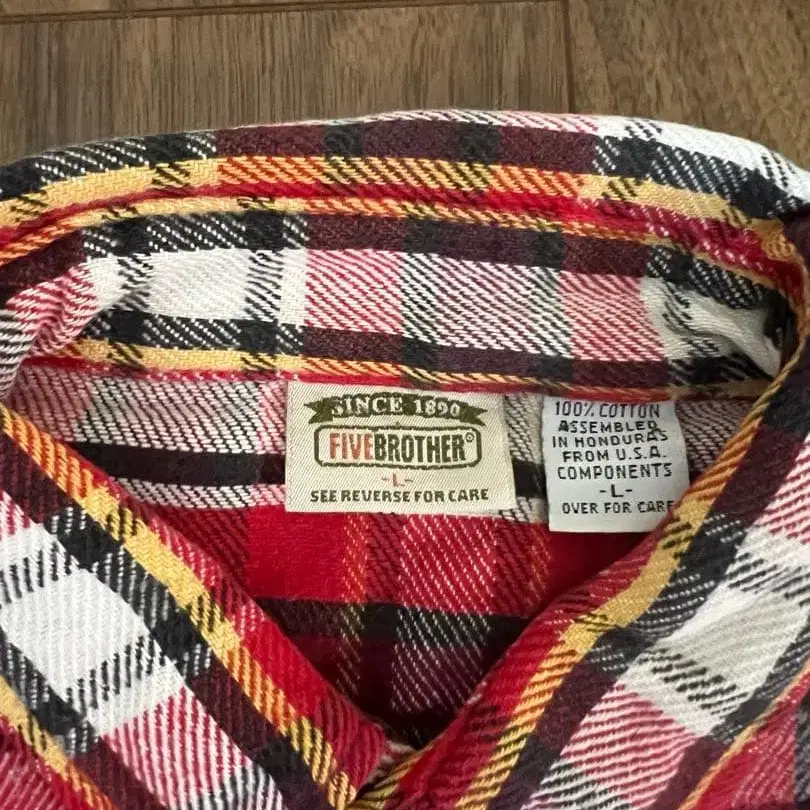 SINCE 1890
FIVEBROTHER®
-L-
SEE REVERSE FOR CARE
100% COTTON
ASSEMBLED
IN HONDURAS
FROM U.S.A.
COMPONENTS
-L-
OVER FOR CARE